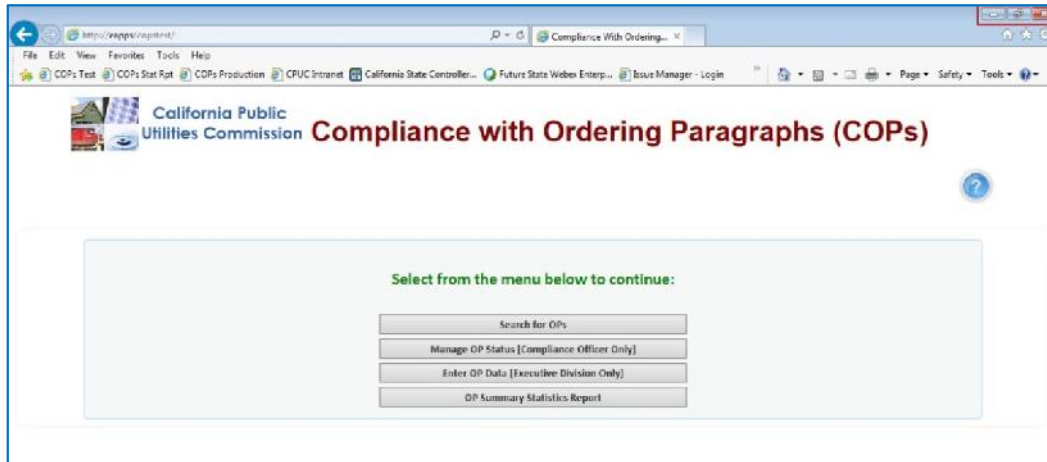 http://eapps/copstest/
Compliance With Ordering...
File Edit View Favorites Tools Help
COPs Test COPs Stat Rpt COPs Production CPUC Intranet California State Controller... Future State Webex Enterp... Issue Manager - Login Page Safety Tools
California Public
Utilities Commission
Compliance with Ordering Paragraphs (COPs)
?
Select from the menu below to continue:
Search for OPs
Manage OP Status [Compliance Officer Only]
Enter OP Data [Executive Division Only]
OP Summary Statistics Report